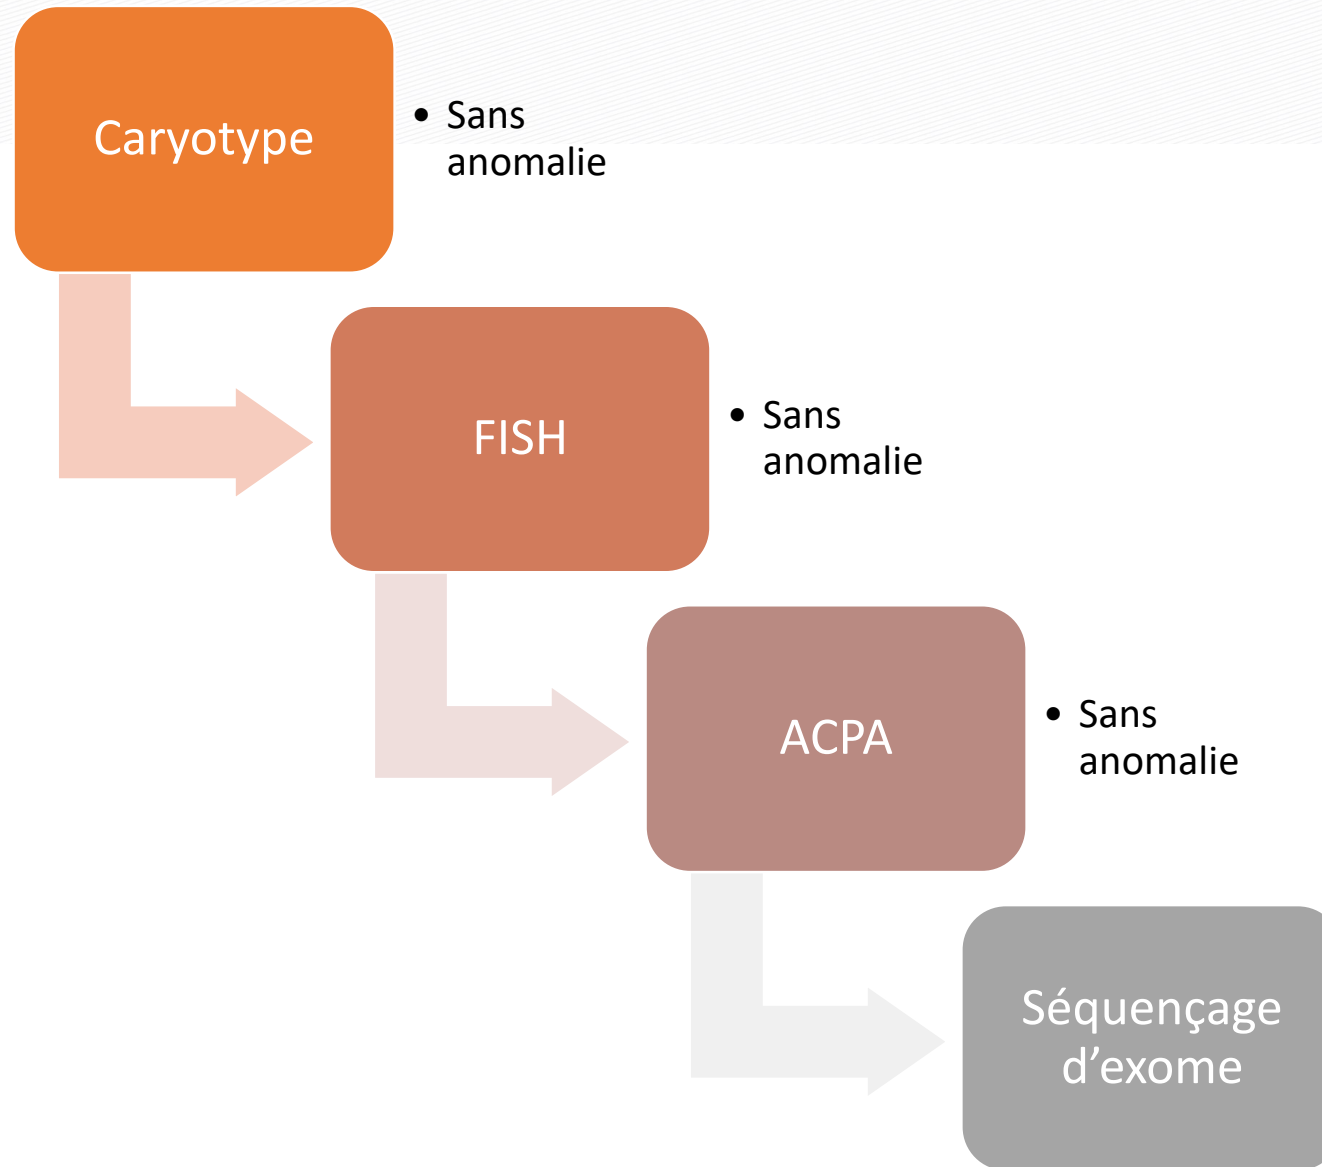 Caryotype
• Sans
anomalie
FISH
• Sans
anomalie
ACPA
• Sans
anomalie
Séquençage
d’exome